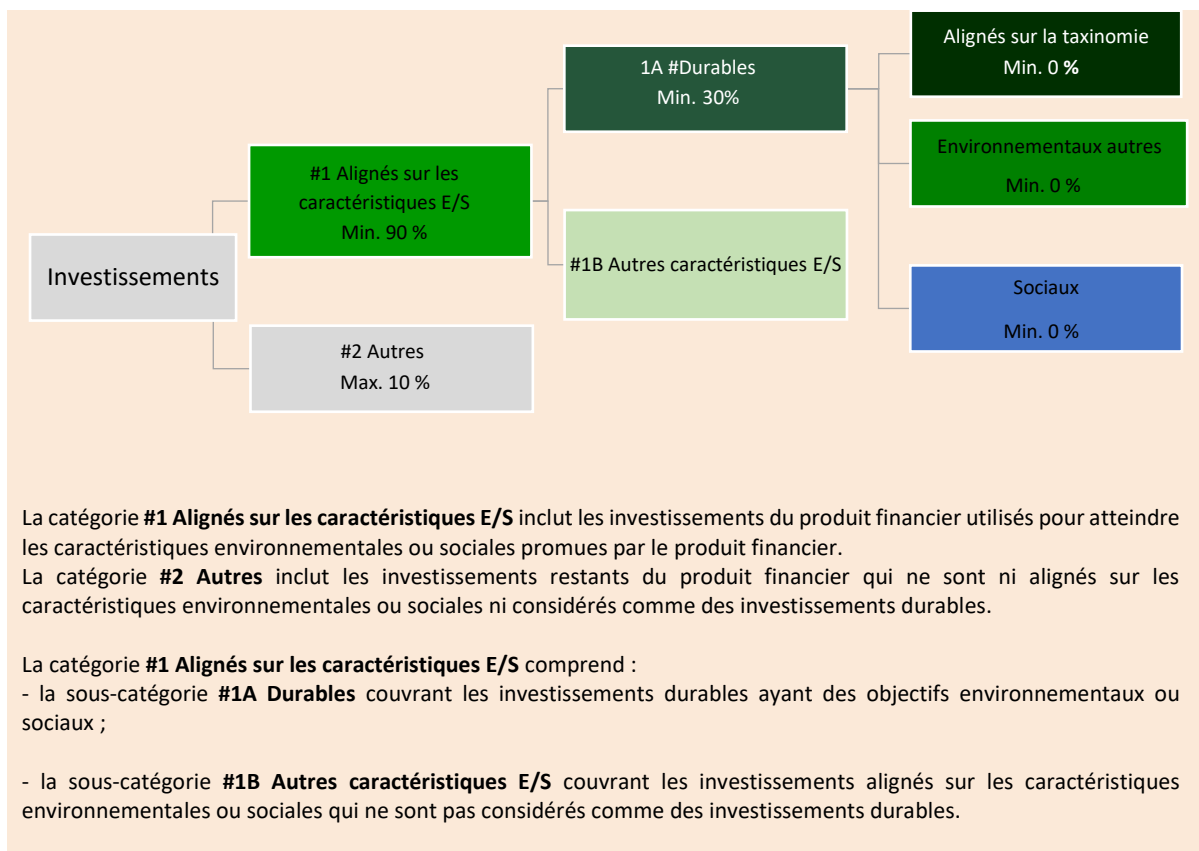 Investissements
#1 Alignés sur les
caractéristiques E/S
Min. 90 %
#2 Autres
Max. 10 %
1A #Durables
Min. 30%
#1B Autres caractéristiques E/S
Alignés sur la taxinomie
Min. 0 %
Environnementaux autres
Min. 0 %
Sociaux
Min. 0 %
La catégorie #1 Alignés sur les caractéristiques E/S inclut les investissements du produit financier utilisés pour atteindre
les caractéristiques environnementales ou sociales promues par le produit financier.
La catégorie #2 Autres inclut les investissements restants du produit financier qui ne sont ni alignés sur les
caractéristiques environnementales ou sociales ni considérés comme des investissements durables.
La catégorie #1 Alignés sur les caractéristiques E/S comprend :
- la sous-catégorie #1A Durables couvrant les investissements durables ayant des objectifs environnementaux ou
sociaux ;
- la sous-catégorie #1B Autres caractéristiques E/S couvrant les investissements alignés sur les caractéristiques
environnementales ou sociales qui ne sont pas considérés comme des investissements durables.